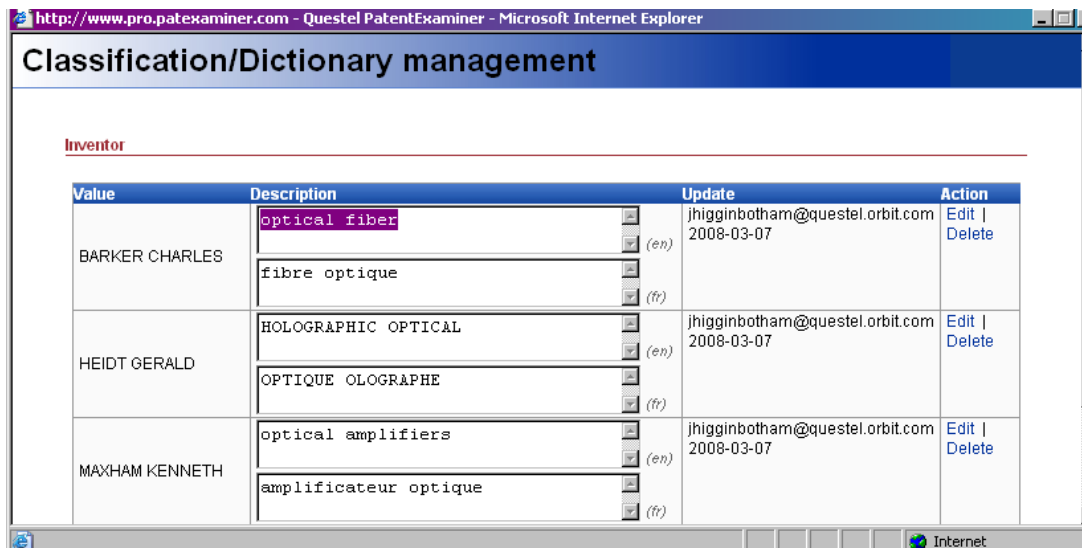 http://www.pro.patexaminer.com - Questel PatentExaminer - Microsoft Internet Explorer
Classification/Dictionary management
Inventor
Value Description Update Action
BARKER CHARLES
optical fiber
(en)
fibre optique
(fr)
jhigginbotham@questel.orbit.com
2008-03-07
Edit |
Delete
HEIDT GERALD
HOLOGRAPHIC OPTICAL
(en)
OPTIQUE OLOGRAPHE
(fr)
jhigginbotham@questel.orbit.com
2008-03-07
Edit |
Delete
MAXHAM KENNETH
optical amplifiers
(en)
amplificateur optique
(fr)
jhigginbotham@questel.orbit.com
2008-03-07
Edit |
Delete
Internet